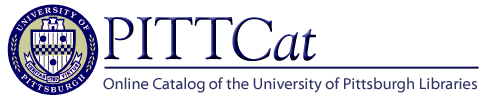 UNIVERSITY OF
PITTSBURGH
PITTCat
Online Catalog of the University of Pittsburgh Libraries